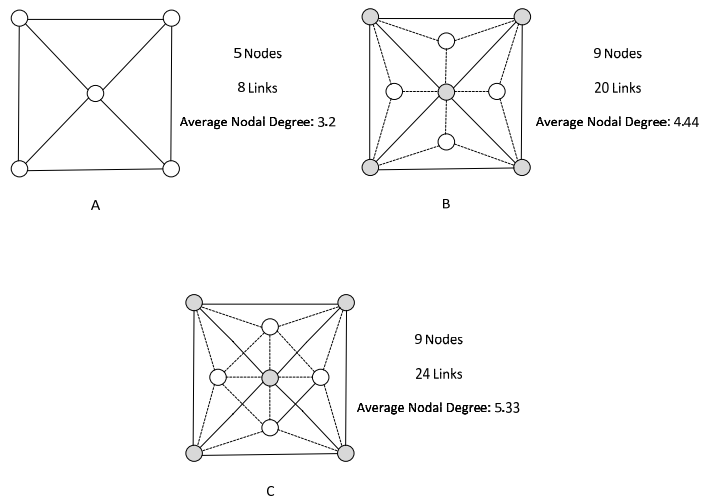 5 Nodes
8 Links
Average Nodal Degree: 3.2
A
9 Nodes
20 Links
Average Nodal Degree: 4.44
B
9 Nodes
24 Links
Average Nodal Degree: 5.33
C